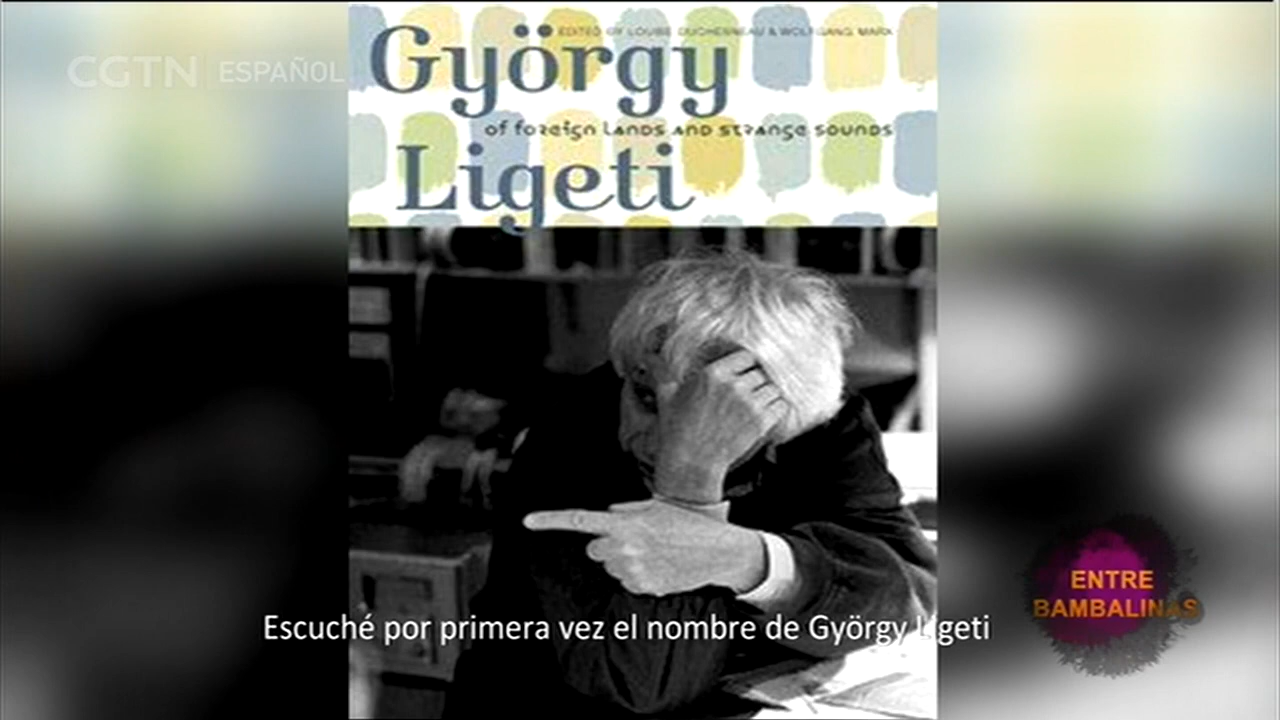 CGTN ESPAÑOL
EDITED BY LOUISE DUCHESNEAU & WOLFGANG MARX
György
of foreign lands and strange sounds
Ligeti
ENTRE
BAMBALINAS
Escuché por primera vez el nombre de György Ligeti